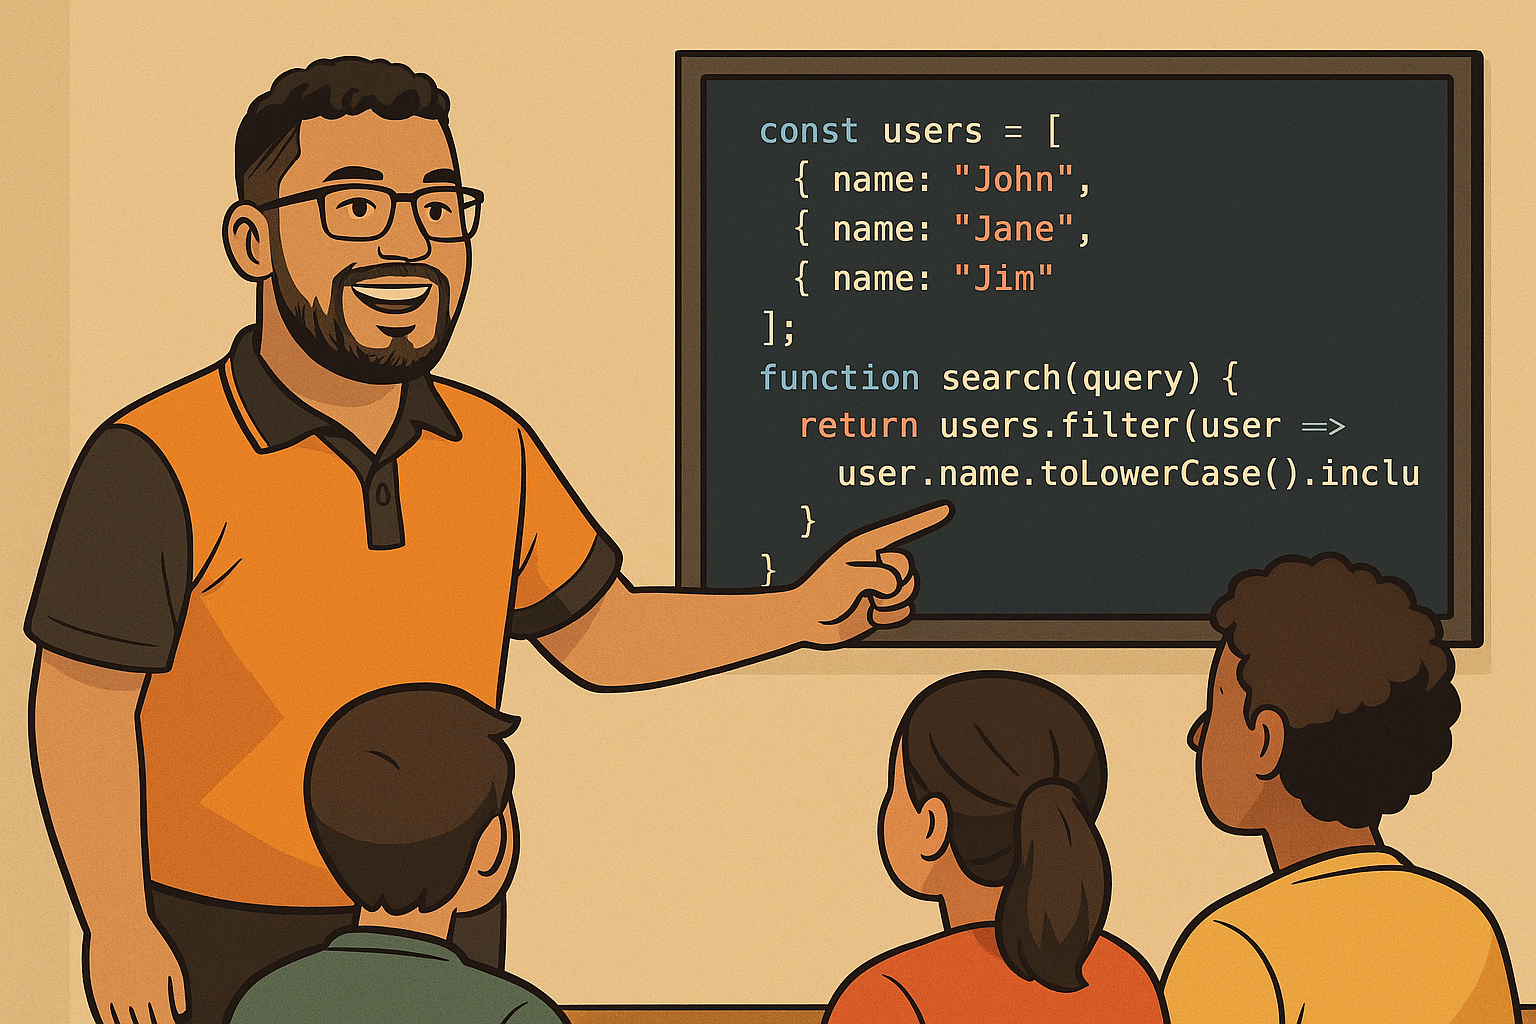 const users = [
{ name: "John",
{ name: "Jane",
{ name: "Jim"
];
function search(query) {
return users.filter(user =>
user.name.toLowerCase().inclu
}
}